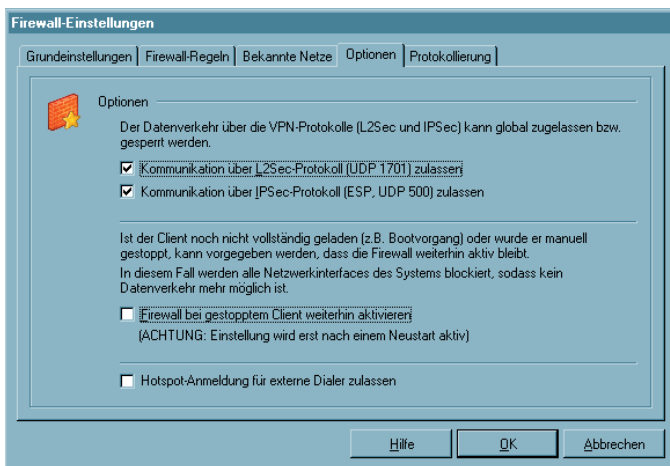 Firewall-Einstellungen
Grundeinstellungen Firewall-Regeln Bekannte Netze Optionen Protokollierung
Optionen
Der Datenverkehr über die VPN-Protokolle (L2Sec und IPSec) kann global zugelassen bzw.
gesperrt werden.
Kommunikation über L2Sec-Protokoll (UDP 1701) zulassen
Kommunikation über IPSec-Protokoll (ESP, UDP 500) zulassen
Ist der Client noch nicht vollständig geladen (z.B. Bootvorgang) oder wurde er manuell
gestoppt, kann vorgegeben werden, dass die Firewall weiterhin aktiv bleibt.
In diesem Fall werden alle Netzwerkinterfaces des Systems blockiert, sodass kein
Datenverkehr mehr möglich ist.
Firewall bei gestopptem Client weiterhin aktivieren
(ACHTUNG: Einstellung wird erst nach einem Neustart aktiv)
Hotspot-Anmeldung für externe Dialer zulassen
Hilfe OK Abbrechen